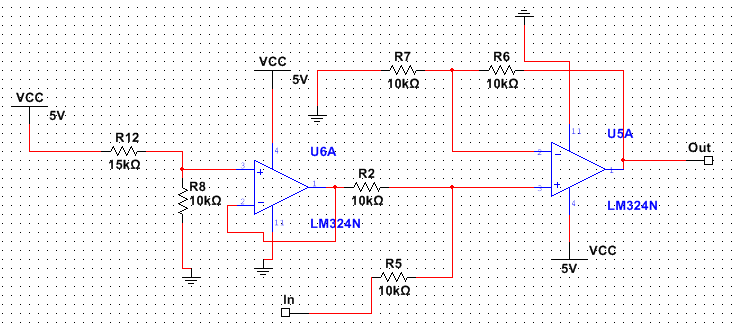 R7
10kΩ
R6
10kΩ
VCC
5V
VCC
5V
11
U5A
R12
15kΩ
4
U6A
2
Out
3
1
R8
10kΩ
1
R2
10kΩ
3
2
11
LM324N
4
LM324N
VCC
5V
R5
10kΩ
In